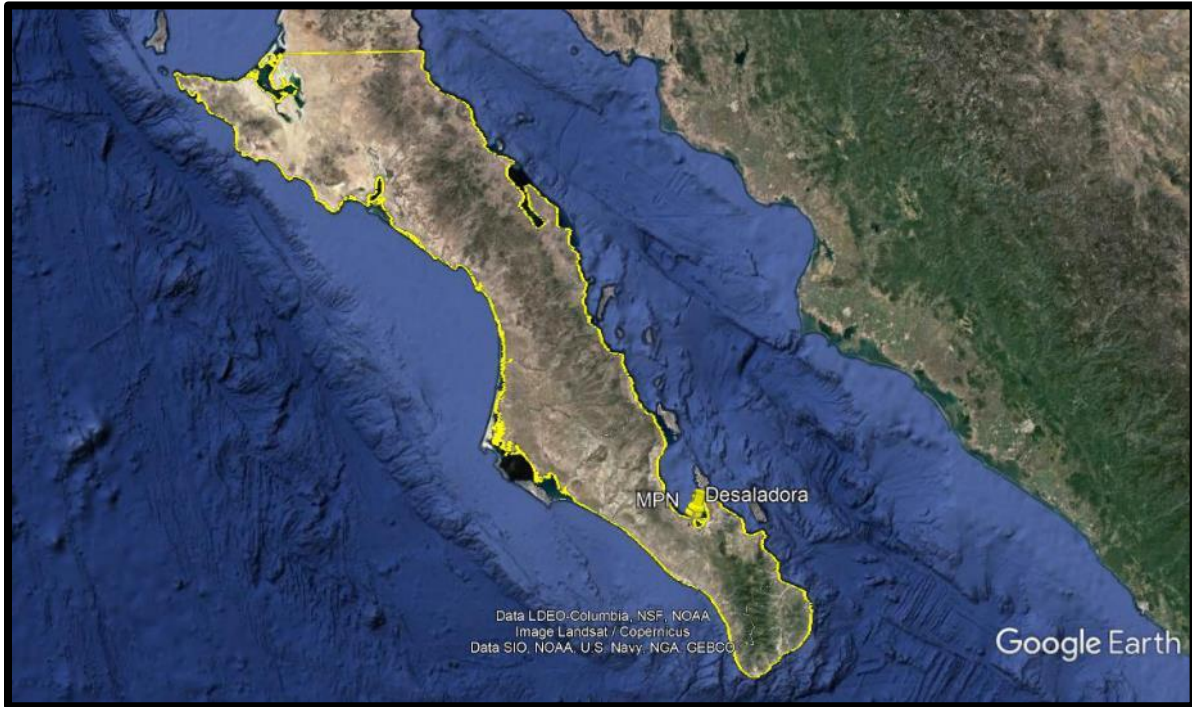 MPN Desaladora
Data LDEO-Columbia, NSF, NOAA
Image Landsat / Copernicus
Data SIO, NOAA, U.S. Navy, NGA, GEBCO
Google Earth